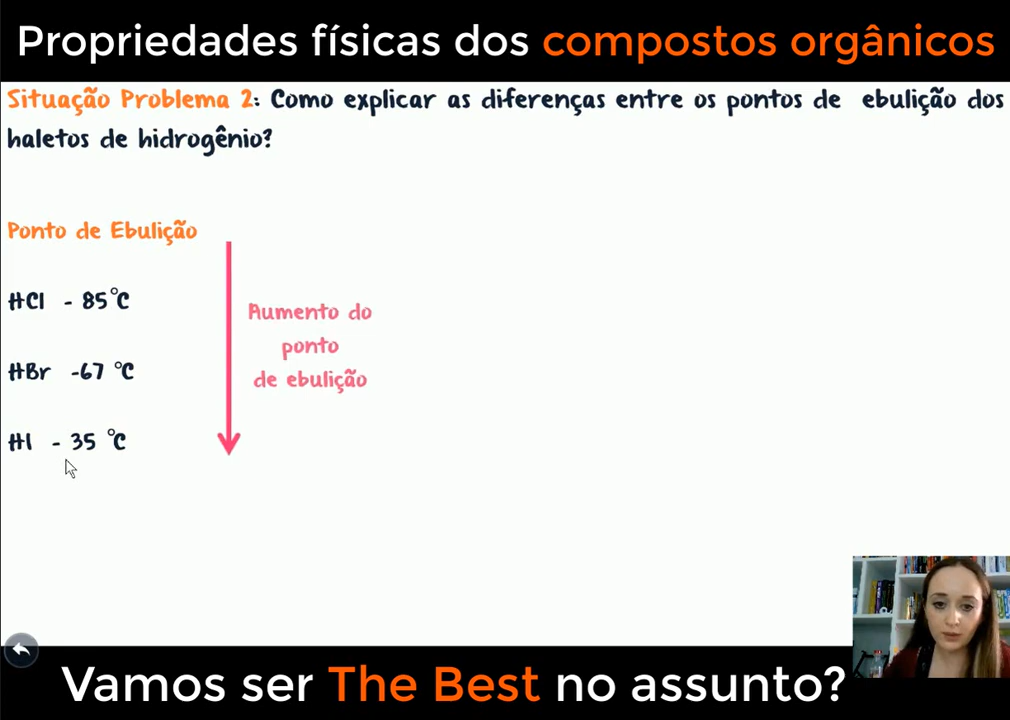 Propriedades físicas dos compostos orgânicos
Situação Problema 2: Como explicar as diferenças entre os pontos de ebulição dos
haletos de hidrogênio?
Ponto de Ebulição
HCl - 85°C
Aumento do
ponto
de ebulição
HBr -67 °C
HI - 35 °C
Vamos ser The Best no assunto?